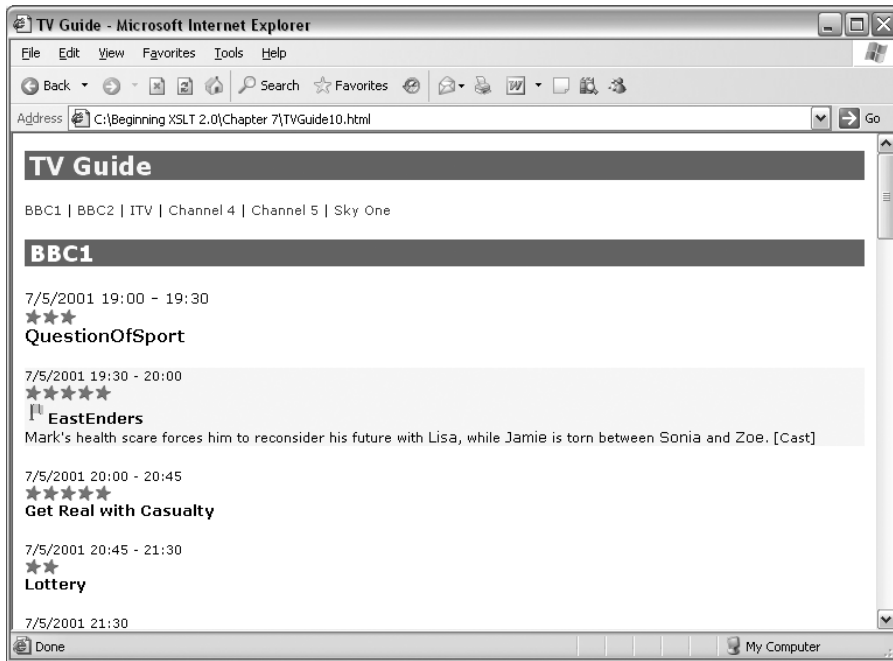 TV Guide - Microsoft Internet Explorer
File Edit View Favorites Tools Help
Back Search Favorites
Address C:\Beginning XSLT 2.0\Chapter 7\TVGuide10.html Go
TV Guide
BBC1 | BBC2 | ITV | Channel 4 | Channel 5 | Sky One
BBC1
7/5/2001 19:00 - 19:30
QuestionOfSport
7/5/2001 19:30 - 20:00
EastEnders
Mark's health scare forces him to reconsider his future with Lisa, while Jamie is torn between Sonia and Zoe. [Cast]
7/5/2001 20:00 - 20:45
Get Real with Casualty
7/5/2001 20:45 - 21:30
Lottery
7/5/2001 21:30
Done My Computer